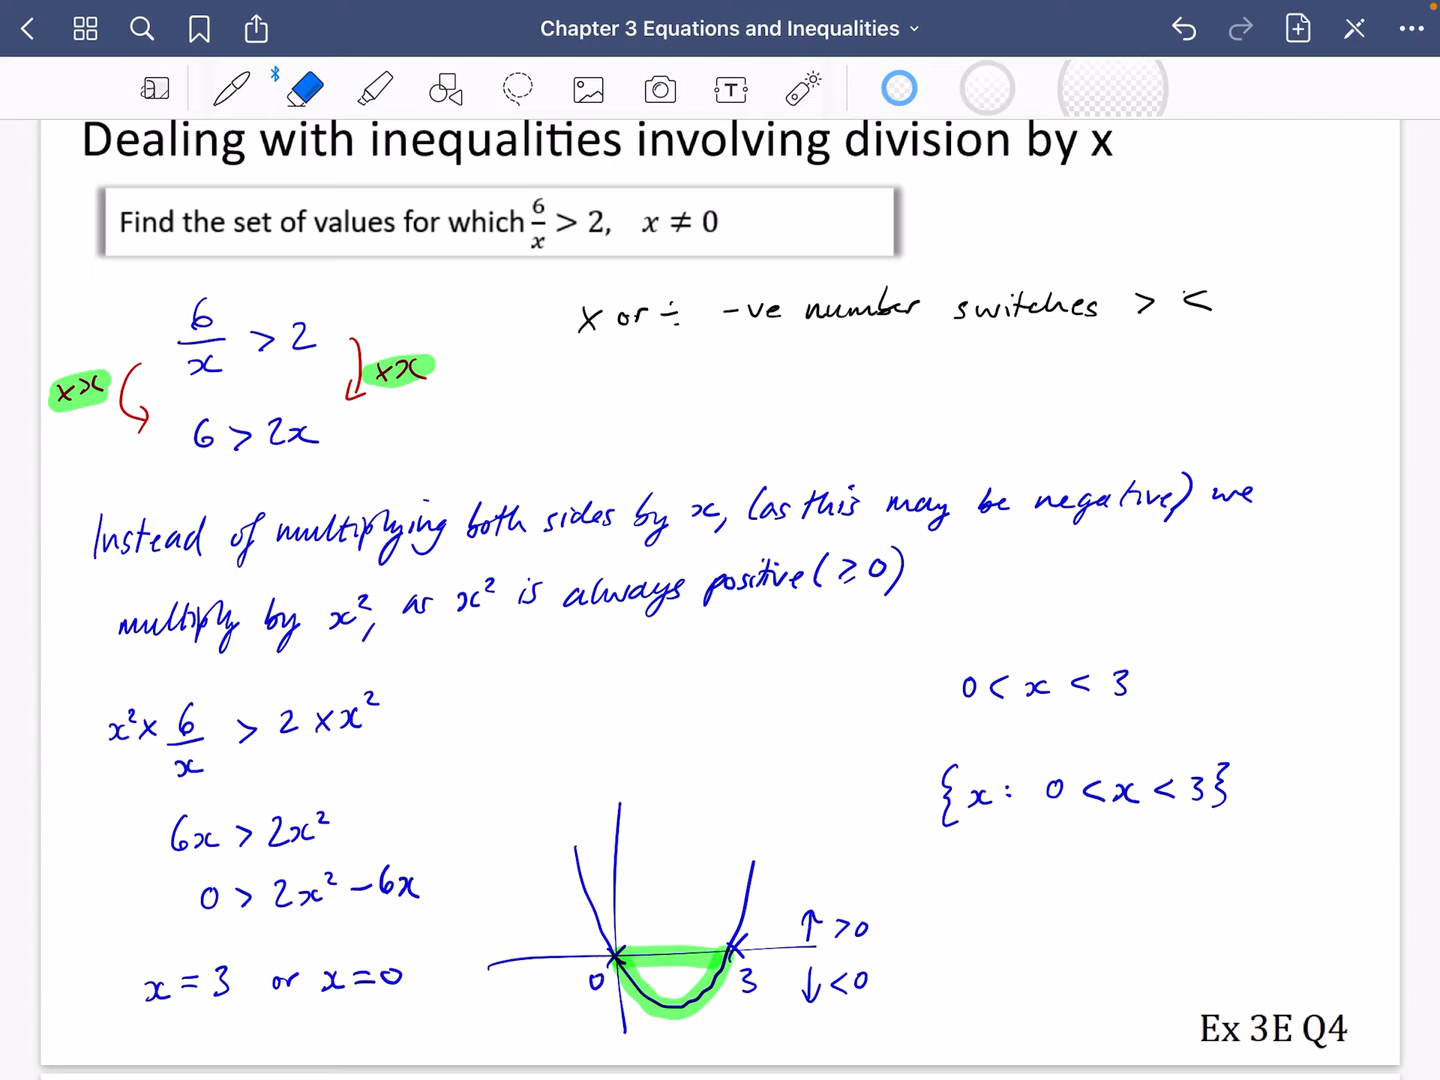 Chapter 3 Equations and Inequalities
Dealing with inequalities involving division by x
Find the set of values for which 6/x > 2, x ≠ 0
× or ÷ -ve number switches > <
6/x > 2
×x ×x
6 > 2x
Instead of multiplying both sides by x, (as this may be negative) we
multiply by x², as x² is always positive (≥ 0)
x² × 6/x > 2 × x²
6x > 2x²
0 > 2x² - 6x
x = 3 or x = 0
0 3
↑ > 0
↓ < 0
0 < x < 3
{x: 0 < x < 3}
Ex 3E Q4